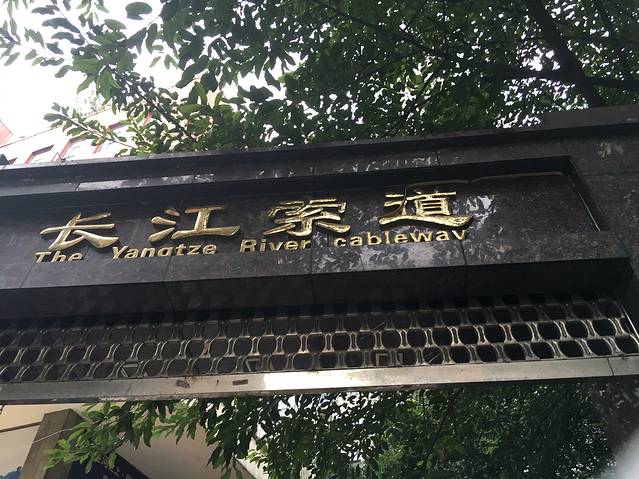 长江索道
The Yangtze River cableway